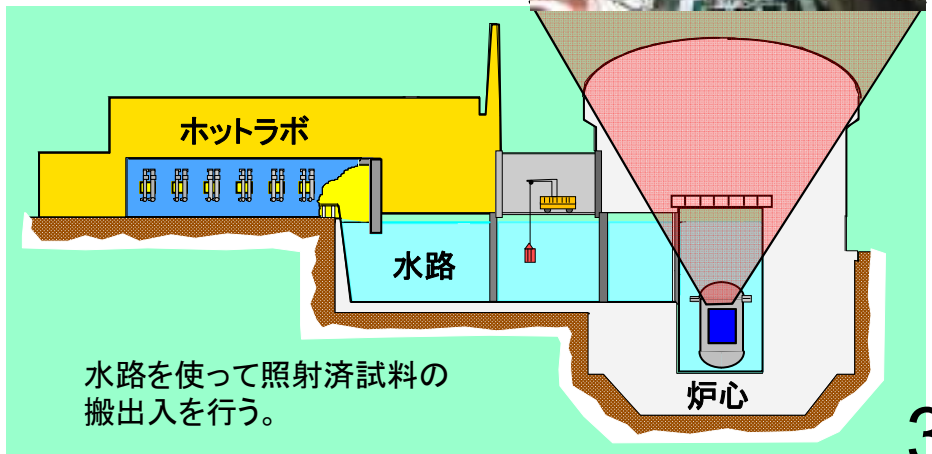 ホットラボ
水路
炉心
水路を使って照射済試料の
搬出入を行う。
3